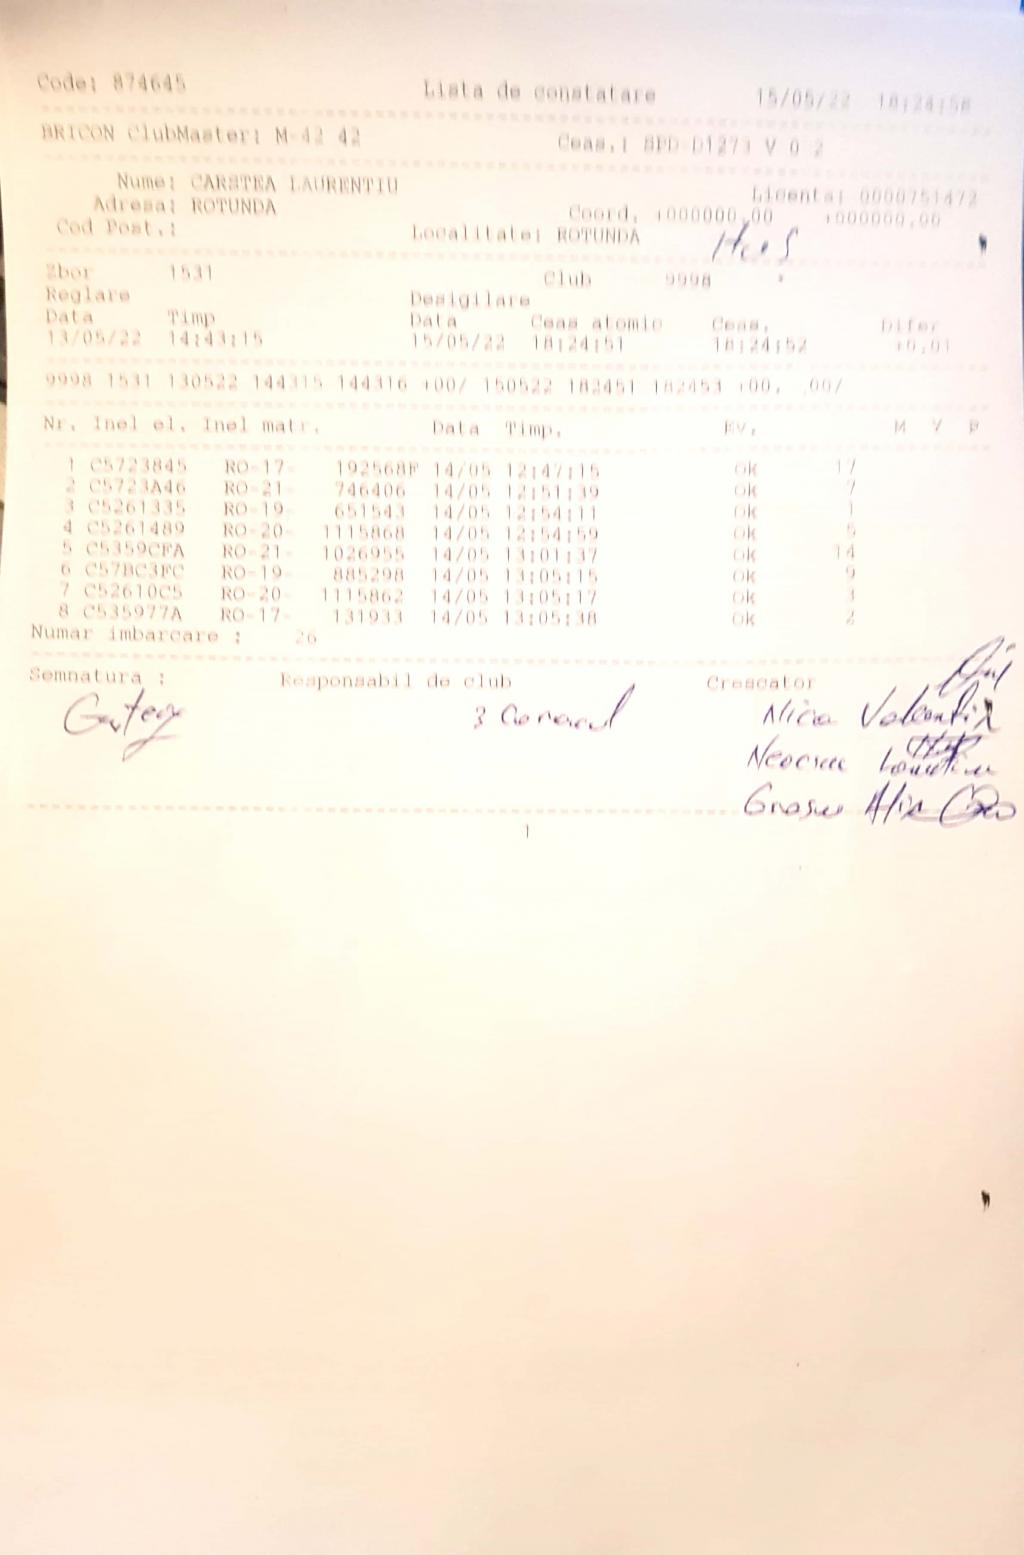 Code: 874645 Lista de constatare 15/05/22 18:24:58
BRICON ClubMaster: M-42 42 Ceas.: SPD-D1273 V 0 2
Nume: CARSTEA LAURENTIU Licenta: 0000751472
Adresa: ROTUNDA Coord. +000000,00 +000000,00
Cod Post.: Localitate: ROTUNDA
Zbor 1531 Club 9998
Reglare Desigilare
Data Timp Data Ceas atomic Ceas. Difer
13/05/22 14:43:15 15/05/22 18:24:51 18:24:52 +0,01
9998 1531 130522 144315 144316 +00/ 150522 182451 182453 +00, ,00/
Nr. Inel el. Inel matr. Data Timp. Ev. M V P
1 C5723845 RO-17- 192568F 14/05 12:47:15 ok 17
2 C5723A46 RO-21- 746406 14/05 12:51:39 ok 7
3 C5261335 RO-19- 651543 14/05 12:54:11 ok 1
4 C5261489 RO-20- 1115868 14/05 12:54:59 ok 5
5 C5359CFA RO-21- 1026955 14/05 13:01:37 ok 14
6 C578C3FC RO-19- 885298 14/05 13:05:15 ok 9
7 C52610C5 RO-20- 1115862 14/05 13:05:17 ok 3
8 C535977A RO-17- 131933 14/05 13:05:38 ok 2
Numar imbarcare : 26
Semnatura : Responsabil de club Crescator
Nica Valentin
Alin
1